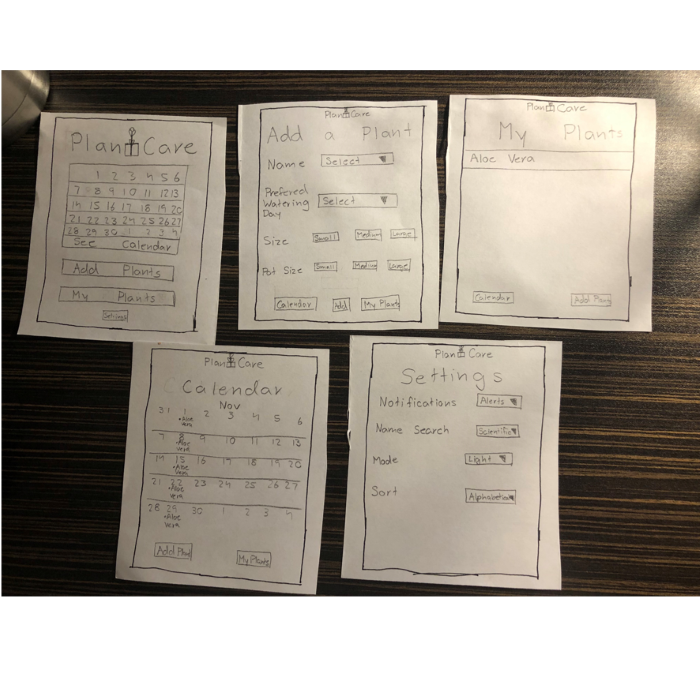 Plant Care
1 2 3 4 5 6
7 8 9 10 11 12 13
14 15 16 17 18 19 20
21 22 23 24 25 26 27
28 29 30 1 2 3 4
See Calendar
Add Plants
My Plants
Settings
Plant Care
Add a Plant
Name Select
Prefered
Watering Select
Day
Size Small Medium Large
Pot Size Small Medium Large
Calendar Add My Plants
Plant Care
My Plants
Aloe Vera
Calendar Add Plant
Plant Care
Calendar
Nov
31 1 2 3 4 5 6
•Aloe
vera
7 8 9 10 11 12 13
•Aloe
vera
14 15 16 17 18 19 20
•Aloe
vera
21 22 23 24 25 26 27
•Aloe
vera
28 29 30 1 2 3 4
•Aloe
vera
Add Plant My Plants
Plant Care
Settings
Notifications Alerts
Name Search Scientific
Mode Light
Sort Alphabetical